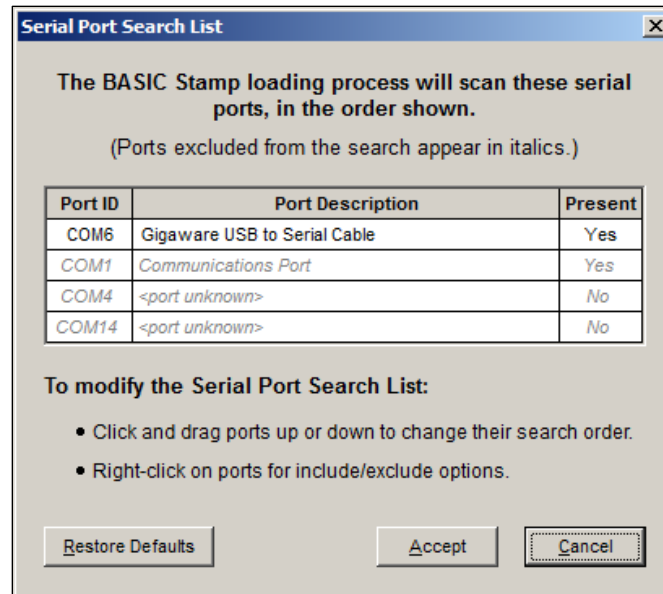 Serial Port Search List
The BASIC Stamp loading process will scan these serial
ports, in the order shown.
(Ports excluded from the search appear in italics.)
Port ID Port Description Present
COM6 Gigaware USB to Serial Cable Yes
COM1 Communications Port Yes
COM4 <port unknown> No
COM14 <port unknown> No
To modify the Serial Port Search List:
• Click and drag ports up or down to change their search order.
• Right-click on ports for include/exclude options.
Restore Defaults Accept Cancel